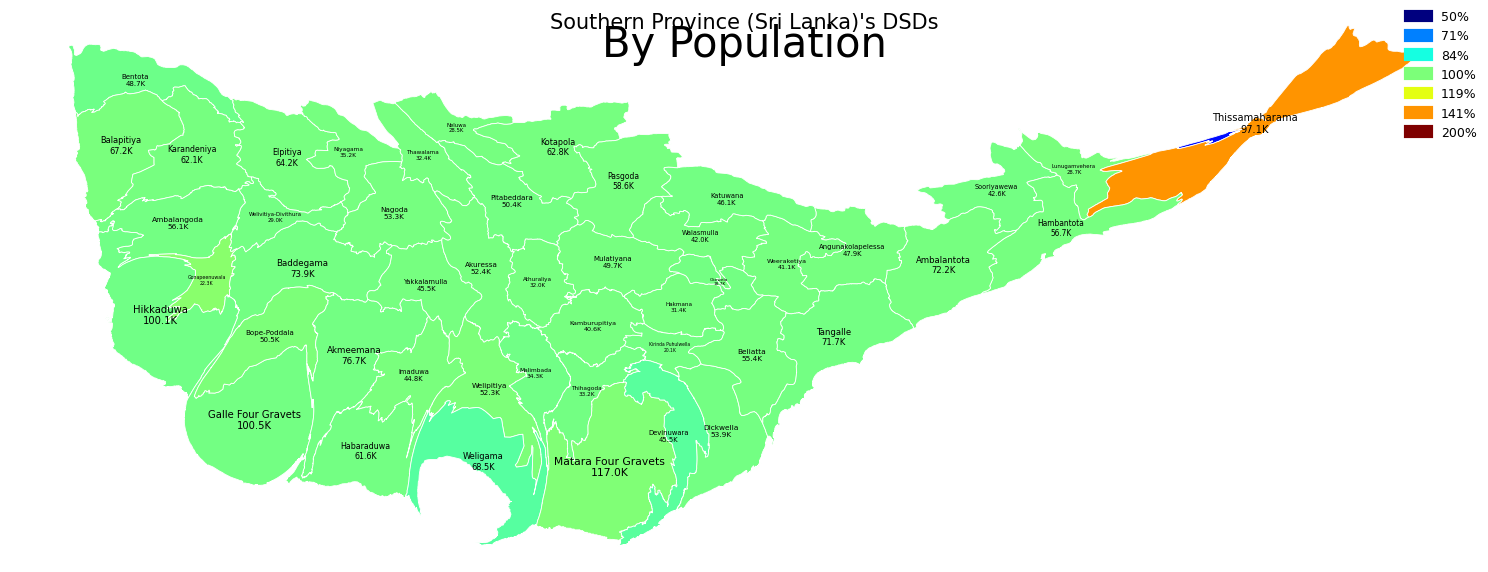 Southern Province (Sri Lanka)'s DSDs
By Population
50%
71%
84%
100%
119%
141%
200%
Bentota
48.7K
Balapitiya
67.2K
Karandeniya
62.1K
Elpitiya
64.2K
Niyagama
35.2K
Thawalama
32.4K
Neluwa
28.5K
Kotapola
62.8K
Pasgoda
58.6K
Thissamaharama
97.1K
Lunugamvehera
28.7K
Sooriyawewa
42.6K
Hambantota
56.7K
Katuwana
46.1K
Pitabeddara
50.4K
Nagoda
53.3K
Welivitiya-Divithura
29.0K
Ambalangoda
56.1K
Walasmulla
42.0K
Angunakolapelessa
47.9K
Weeraketiya
41.1K
Ambalantota
72.2K
Mulatiyana
49.7K
Akuressa
52.4K
Athuraliya
32.0K
Baddegama
73.9K
Yakkalamulla
45.5K
Gonapeenuwala
22.3K
Hikkaduwa
100.1K
Hakmana
31.4K
Kamburupitiya
40.6K
Bope-Poddala
50.5K
Akmeemana
76.7K
Tangalle
71.7K
Kirinda Puhulwella
20.1K
Beliatta
55.4K
Imaduwa
44.8K
Malimbada
34.3K
Welipitiya
52.3K
Thihagoda
33.2K
Galle Four Gravets
100.5K
Habaraduwa
61.6K
Weligama
68.5K
Devinuwara
45.5K
Dickwella
53.9K
Matara Four Gravets
117.0K